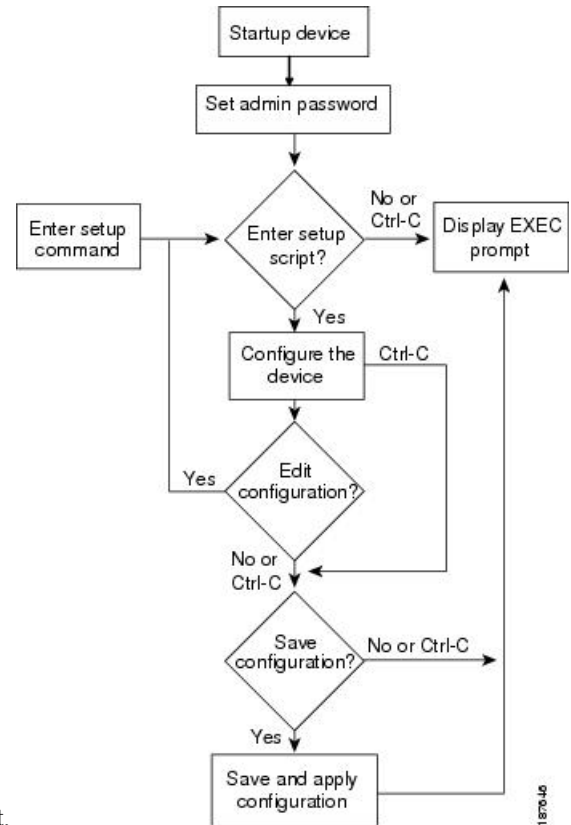 Startup device
Set admin password
Enter setup
command
Enter setup
script?
No or
Ctrl-C
Display EXEC
prompt
Yes
Configure the
device
Ctrl-C
Edit
configuration?
Yes
No or
Ctrl-C
Save
configuration?
No or Ctrl-C
Yes
Save and apply
configuration
187646
t.